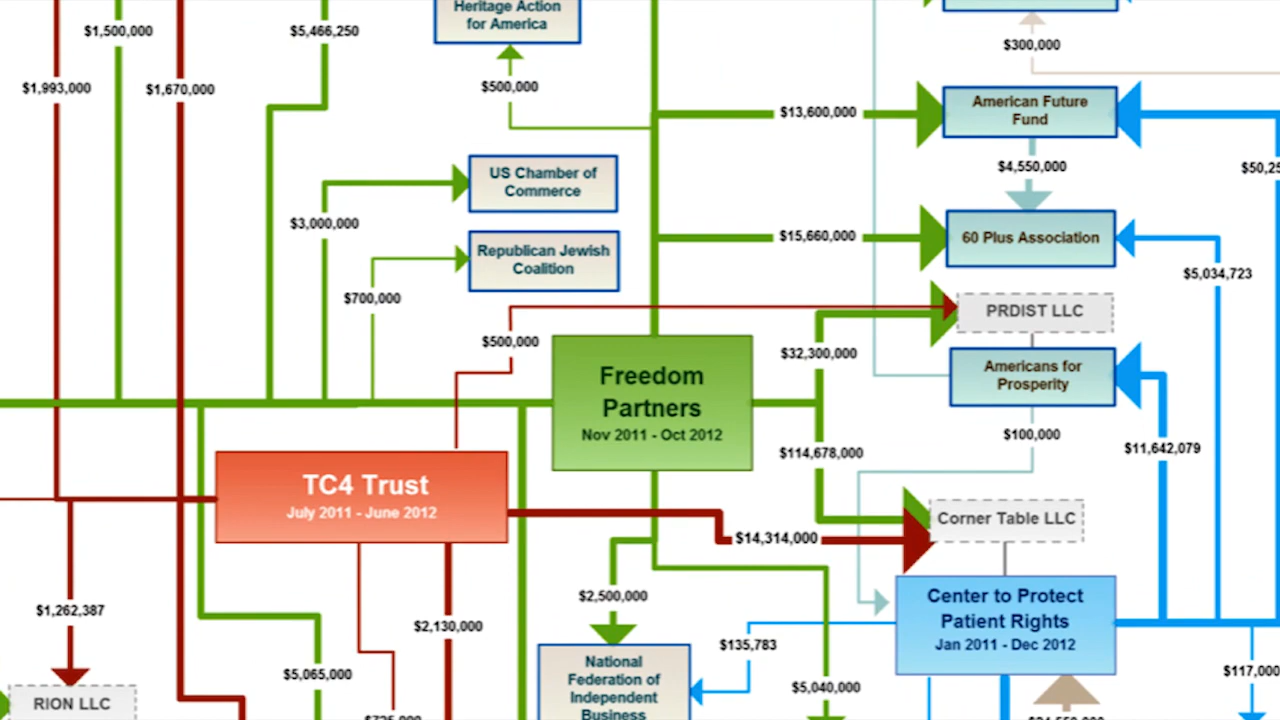 Heritage Action
for America
$1,500,000
$5,466,250
$300,000
$1,993,000
$1,670,000
$500,000
American Future
Fund
$13,600,000
$4,550,000
US Chamber of
Commerce
$3,000,000
$15,660,000
60 Plus Association
Republican Jewish
Coalition
$5,034,723
$700,000
PRDIST LLC
$500,000
$32,300,000
Freedom
Partners
Nov 2011 - Oct 2012
Americans for
Prosperity
$100,000
$11,642,079
$114,678,000
TC4 Trust
July 2011 - June 2012
Corner Table LLC
$14,314,000
$2,500,000
Center to Protect
Patient Rights
Jan 2011 - Dec 2012
$1,262,387
$2,130,000
$135,783
National
Federation of
Independent
Business
$5,065,000
$5,040,000
$117,000
RION LLC